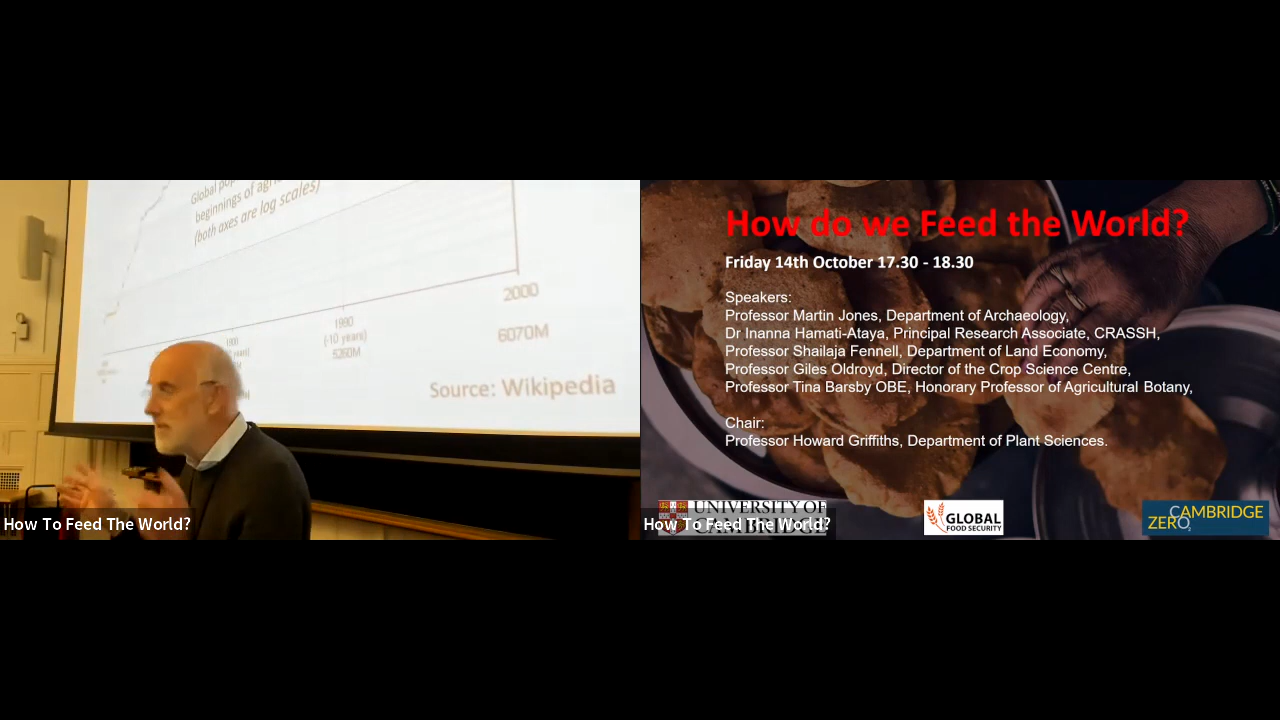 Global
beginnings of
(both axes are log scales)
2000
1990
(-10 years)
5260M
6070M
1900
Source: Wikipedia
How To Feed The World?
How do we Feed the World?
Friday 14th October 17.30 - 18.30
Speakers:
Professor Martin Jones, Department of Archaeology,
Dr Inanna Hamati-Ataya, Principal Research Associate, CRASSH,
Professor Shailaja Fennell, Department of Land Economy,
Professor Giles Oldroyd, Director of the Crop Science Centre,
Professor Tina Barsby OBE, Honorary Professor of Agricultural Botany,
Chair:
Professor Howard Griffiths, Department of Plant Sciences.
UNIVERSITY OF
CAMBRIDGE
How To Feed The World?
GLOBAL
FOOD SECURITY
CAMBRIDGE
ZERO